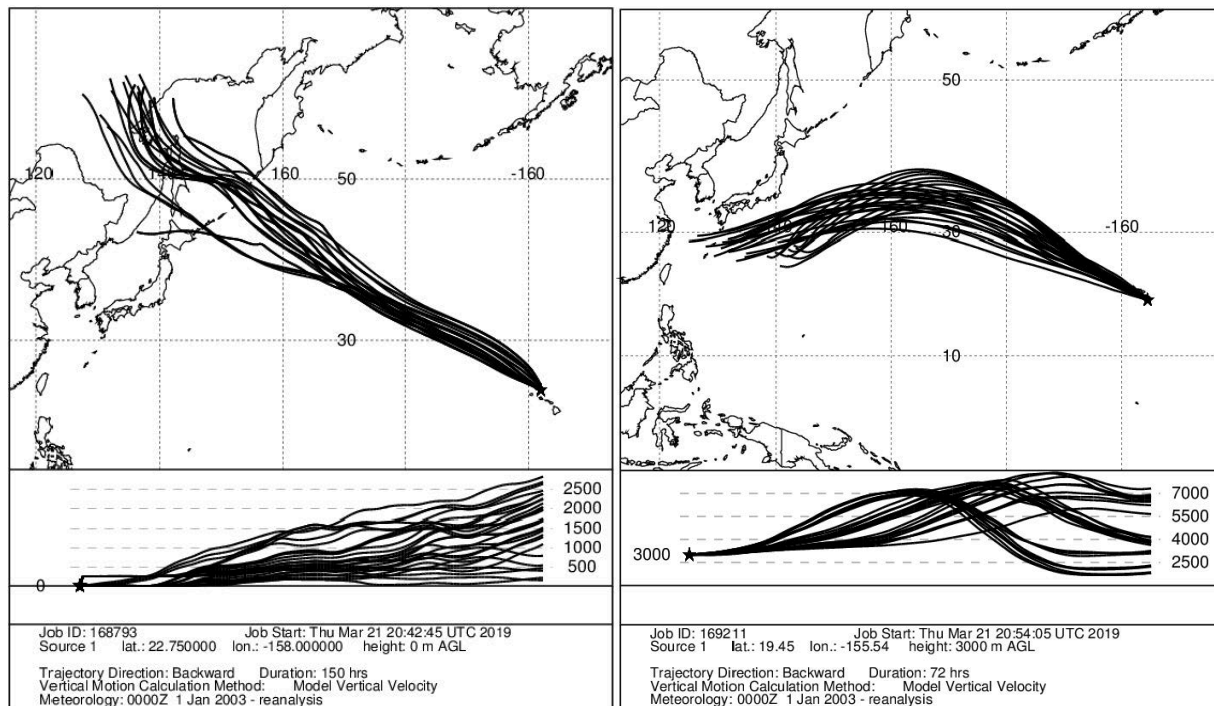 120
140
160
-160
50
30
2500
2000
1500
1000
500
0
Job ID: 168793 Job Start: Thu Mar 21 20:42:45 UTC 2019
Source 1 lat.: 22.750000 lon.: -158.000000 height: 0 m AGL
Trajectory Direction: Backward Duration: 150 hrs
Vertical Motion Calculation Method: Model Vertical Velocity
Meteorology: 0000Z 1 Jan 2003 - reanalysis
50
120
140
160
30
-160
10
7000
5500
4000
3000
2500
Job ID: 169211 Job Start: Thu Mar 21 20:54:05 UTC 2019
Source 1 lat.: 19.45 lon.: -155.54 height: 3000 m AGL
Trajectory Direction: Backward Duration: 72 hrs
Vertical Motion Calculation Method: Model Vertical Velocity
Meteorology: 0000Z 1 Jan 2003 - reanalysis